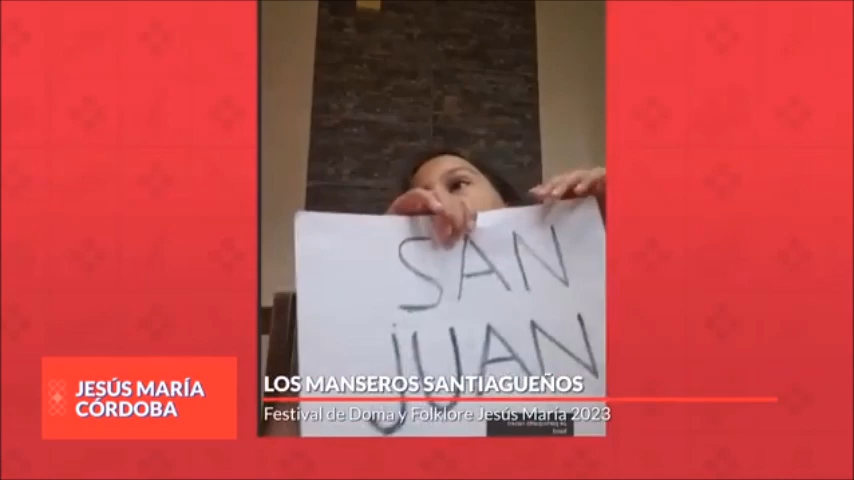 SAN
JUAN
JESÚS MARÍA
CÓRDOBA
LOS MANSEROS SANTIAGUEÑOS
Festival de Doma y Folklore Jesús María 2023